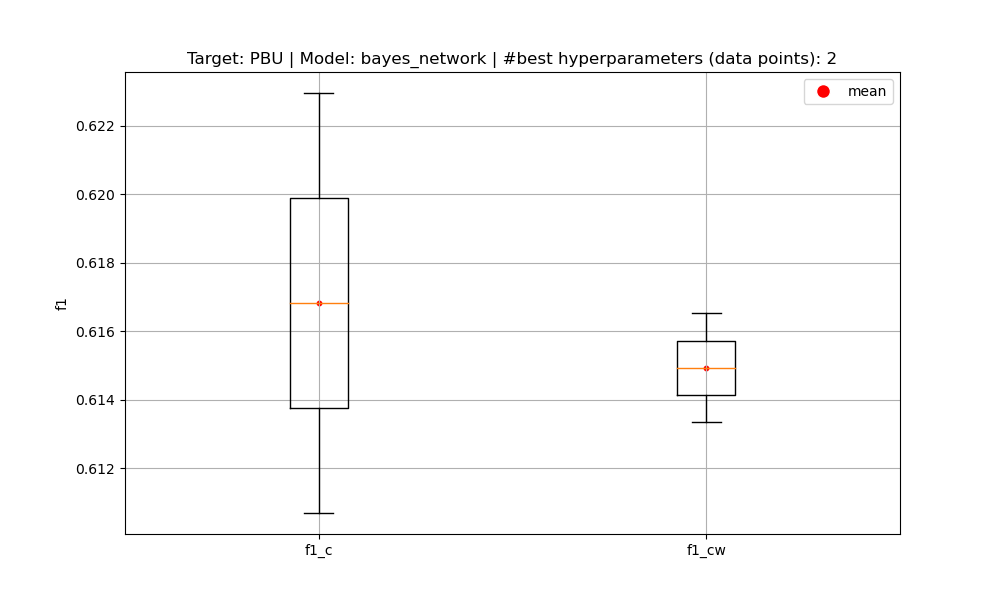 Target: PBU | Model: bayes_network | #best hyperparameters (data points): 2
mean
0.622
0.620
0.618
0.616
0.614
0.612
f1
f1_c
f1_cw